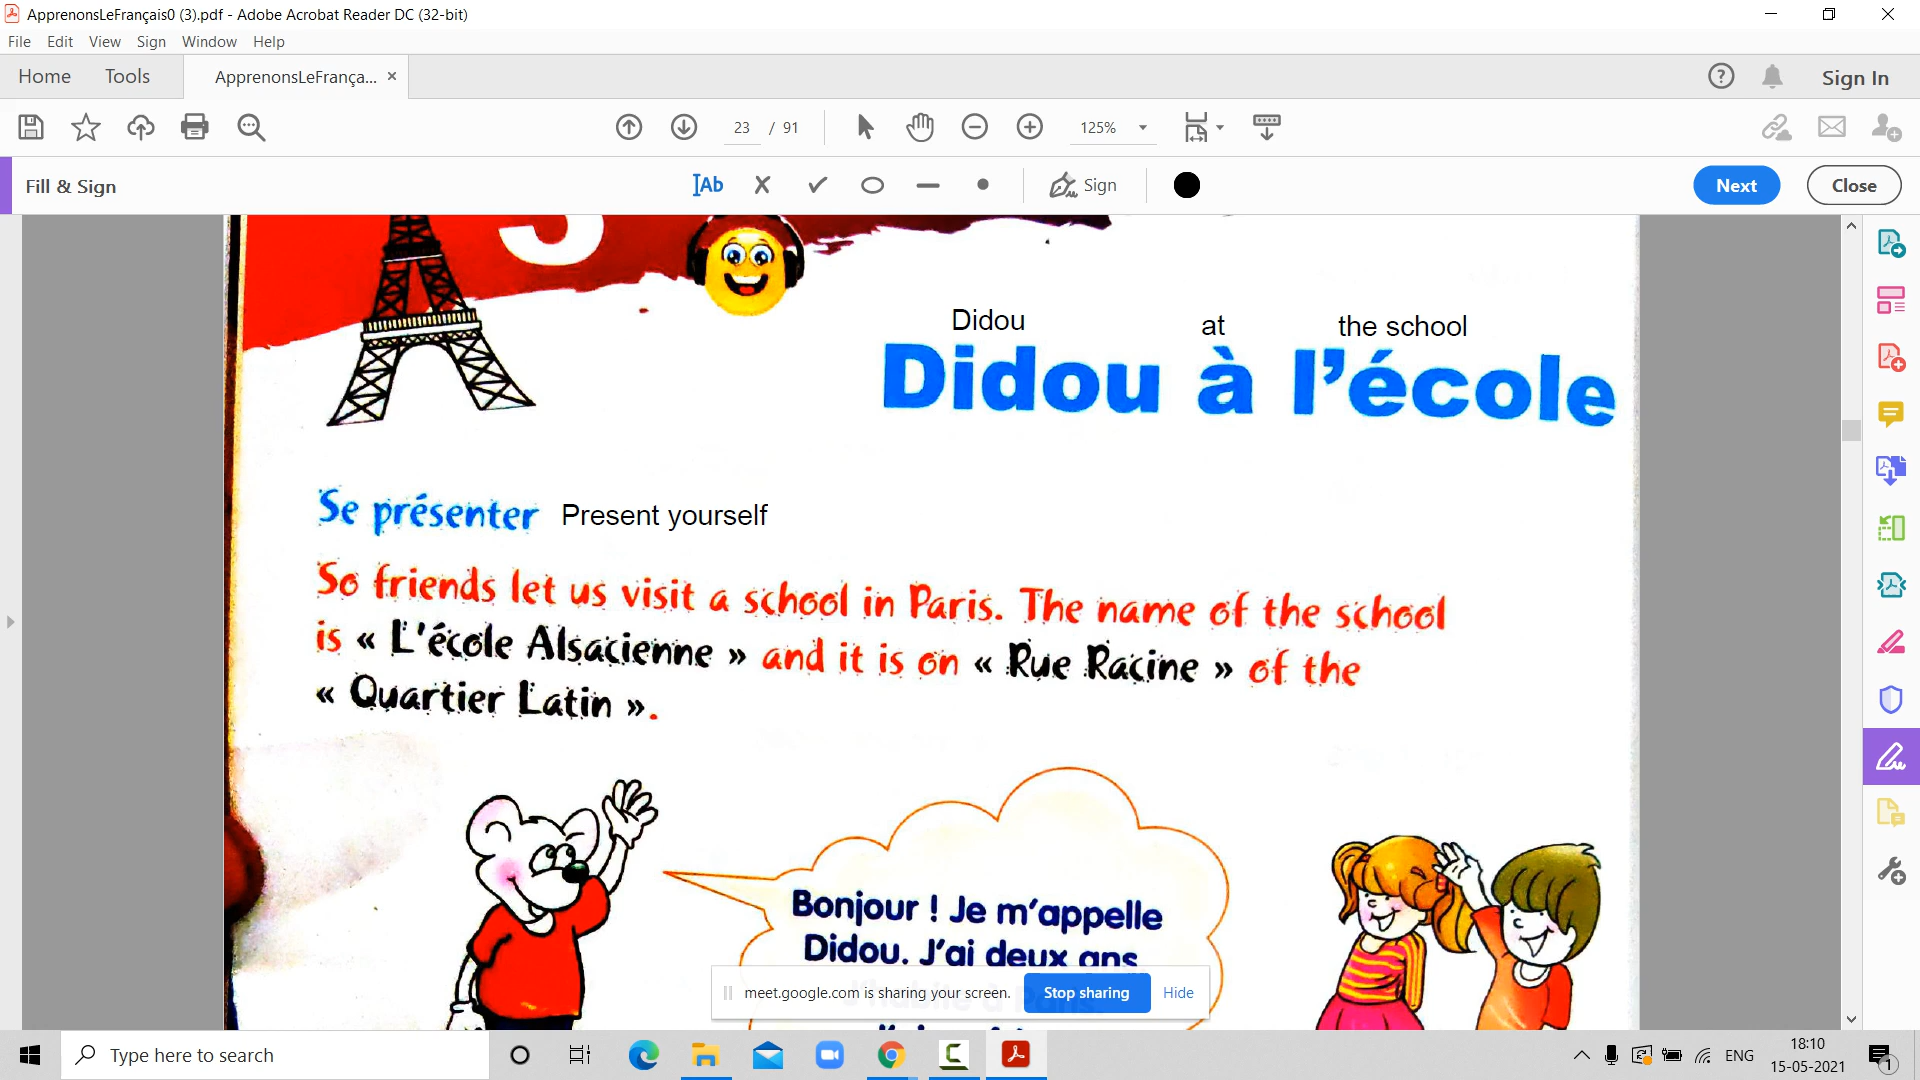 ApprenonsLeFrançais0 (3).pdf - Adobe Acrobat Reader DC (32-bit)
File Edit View Sign Window Help
Home Tools ApprenonsLeFrança... × Sign In
23 / 91 125%
Fill & Sign Ab Sign Next Close
Didou at the school
Didou à l'école
Se présenter Present yourself
So friends let us visit a school in Paris. The name of the school
is « L'école Alsacienne » and it is on « Rue Racine » of the
« Quartier Latin ».
Bonjour ! Je m'appelle
Didou. J'ai deux ans
meet.google.com is sharing your screen. Stop sharing Hide
Type here to search
ENG
18:10
15-05-2021
1